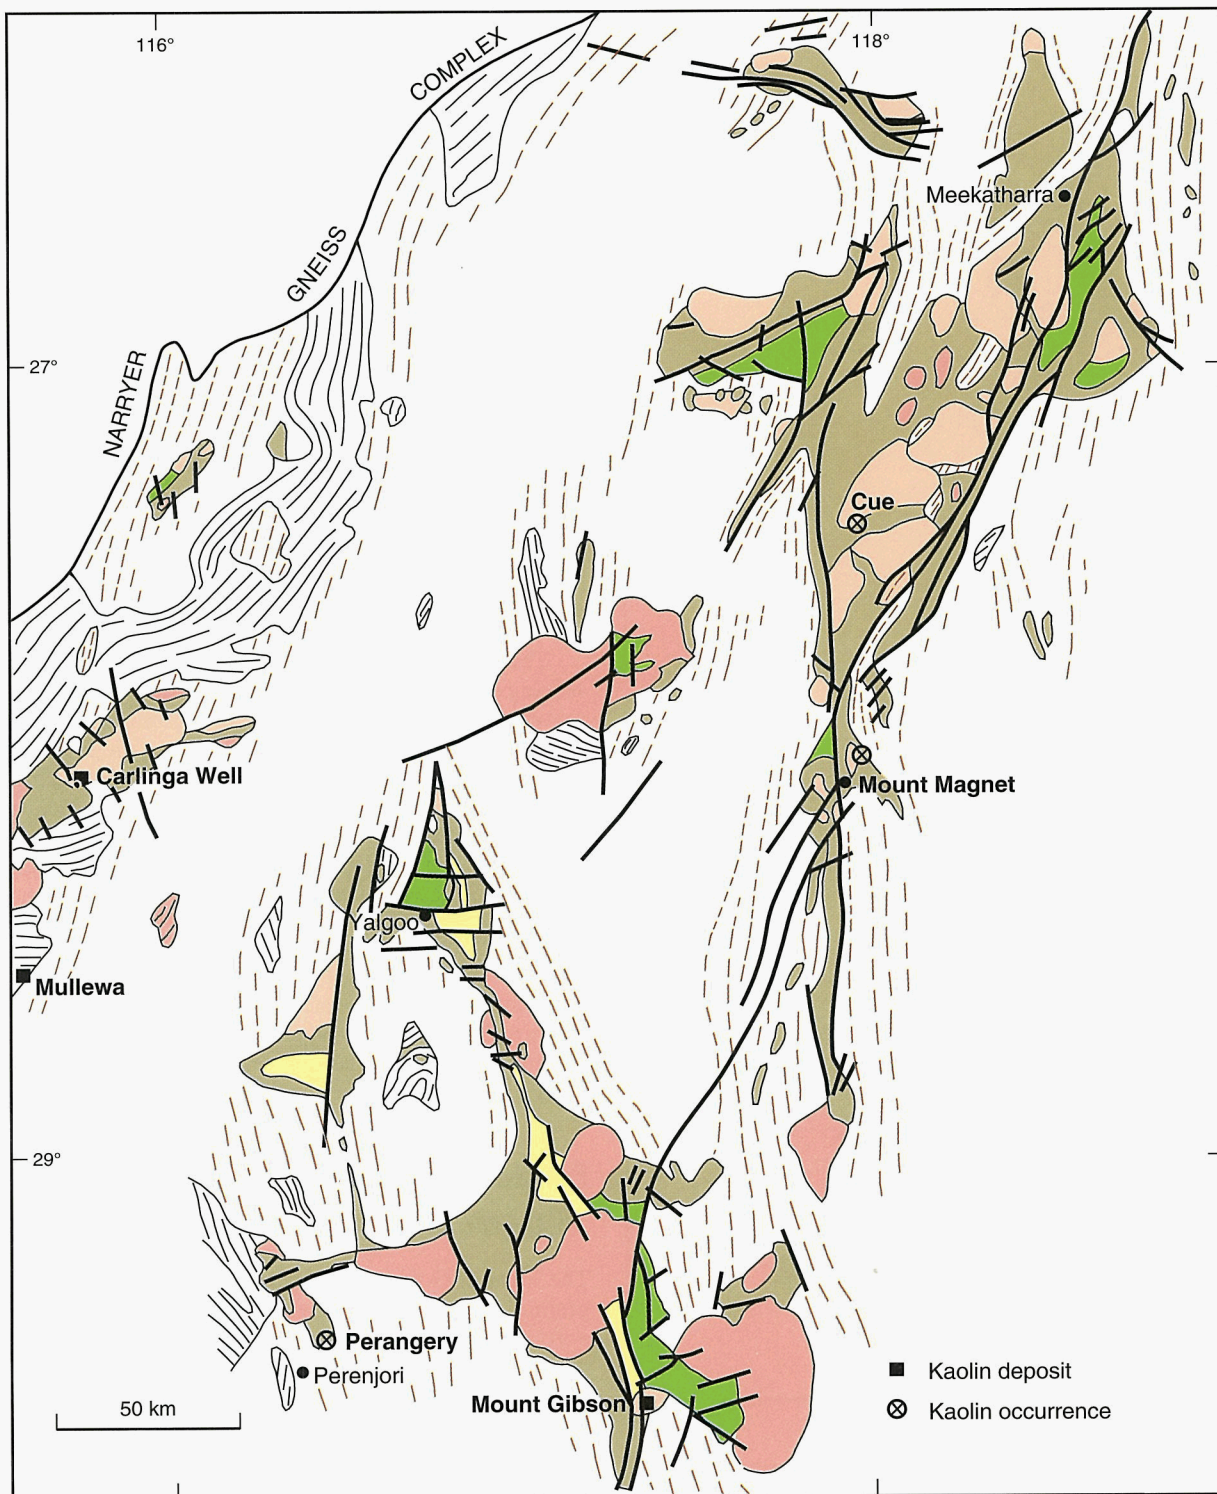 116°
118°
COMPLEX
GNEISS
NARRYER
Meekatharra
27°
Cue
Carlinga Well
Mount Magnet
Yalgoo
Mullewa
29°
Perangery
Perenjori
Mount Gibson
50 km
Kaolin deposit
Kaolin occurrence